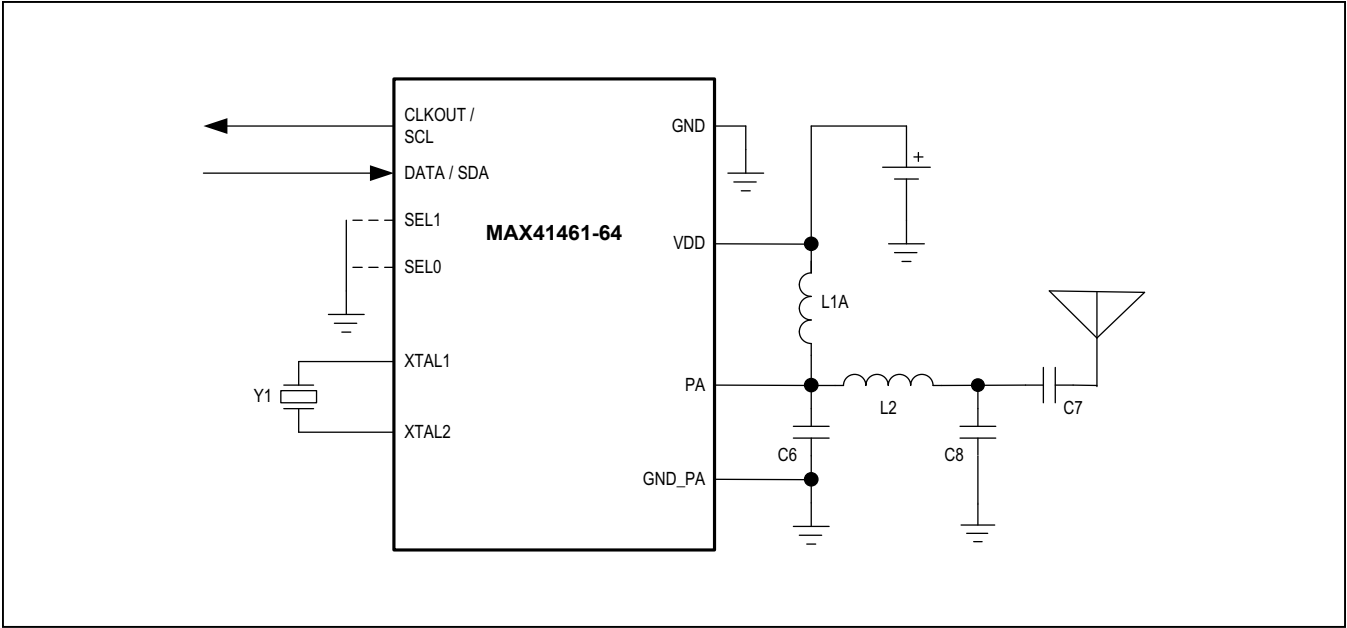 CLKOUT /
SCL
GND
DATA / SDA
+
SEL1
MAX41461-64
VDD
SEL0
L1A
XTAL1
PA
Y1
L2
C7
XTAL2
C6
C8
GND_PA